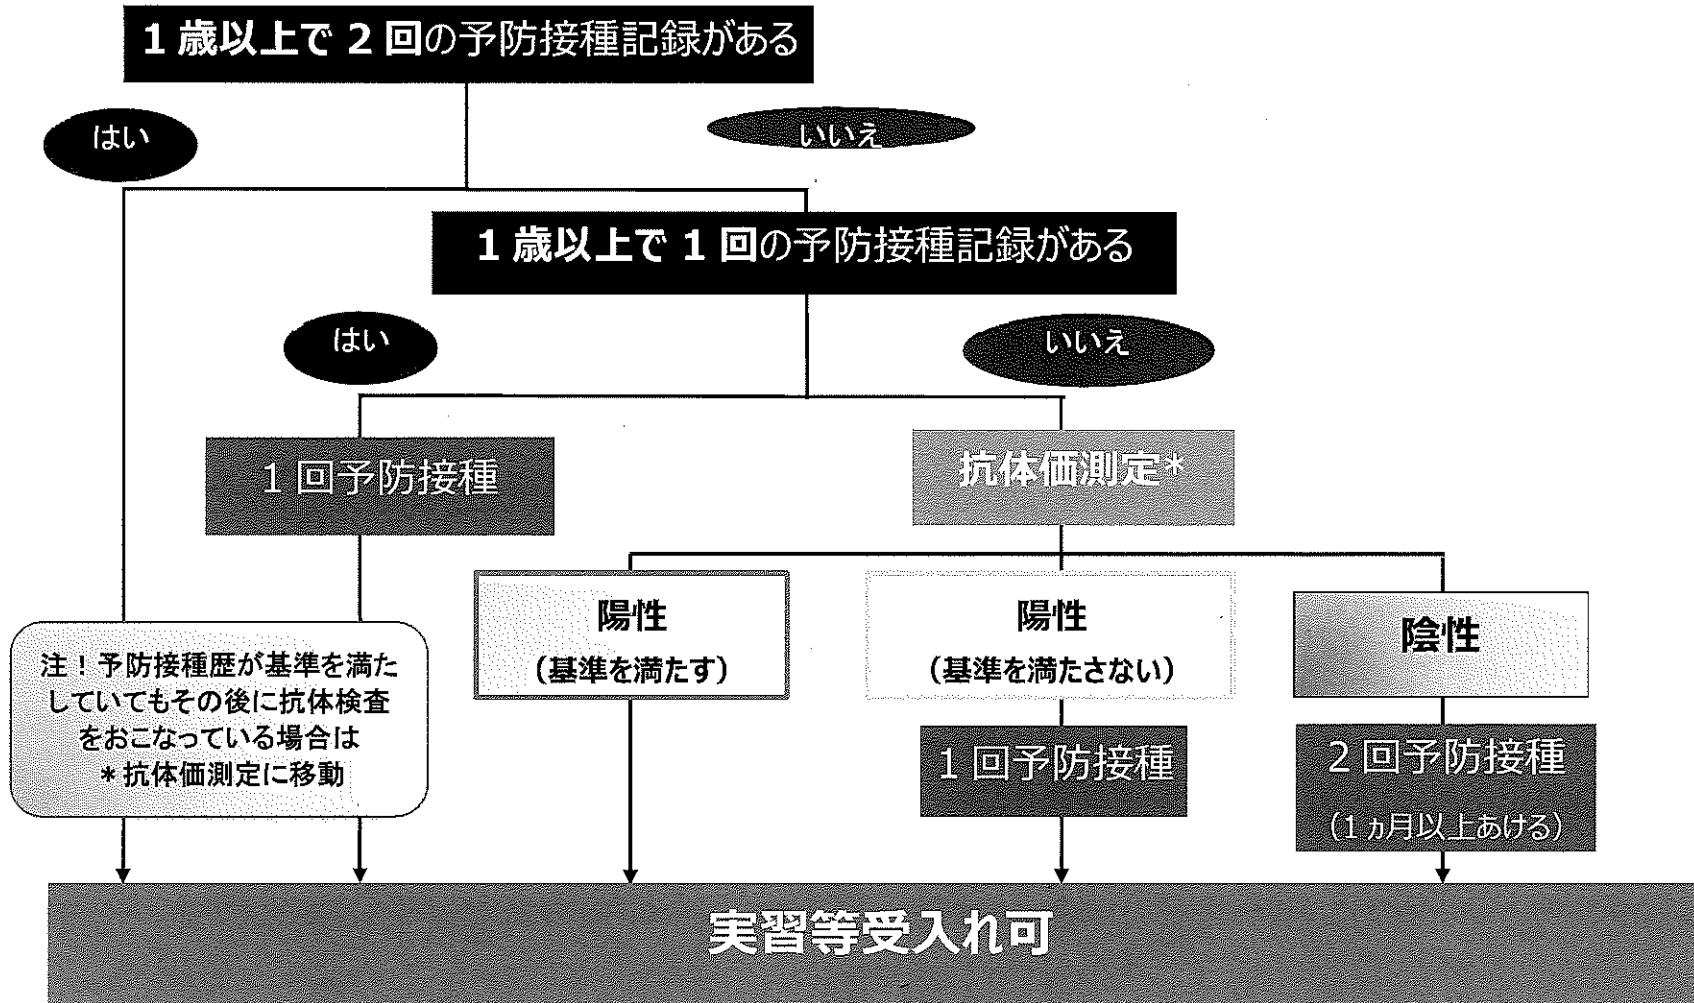 1歳以上で2回の予防接種記録がある
はい
いいえ
1歳以上で1回の予防接種記録がある
はい
いいえ
1回予防接種
抗体価測定*
陽性
(基準を満たす)
陽性
(基準を満たさない)
陰性
注!予防接種歴が基準を満た
していてもその後に抗体検査
をおこなっている場合は
*抗体価測定に移動
1回予防接種
2回予防接種
(1ヵ月以上あける)
実習等受入れ可